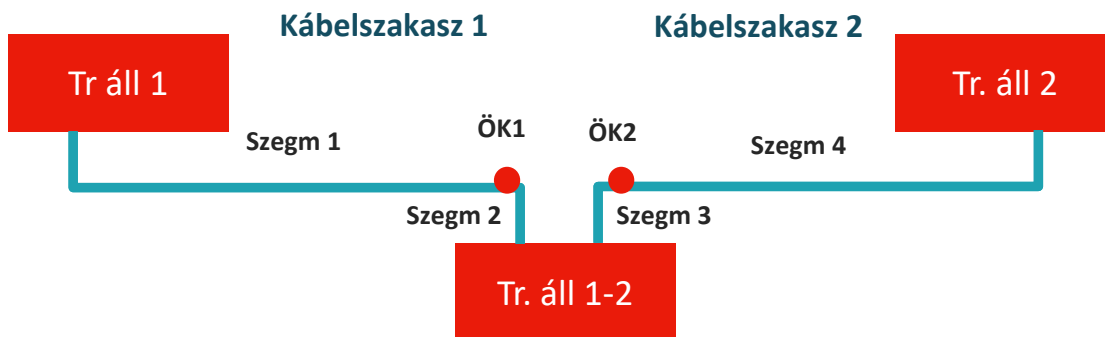 Kábelszakasz 1
Kábelszakasz 2
Tr áll 1
Tr. áll 2
Szegm 1
ÖK1
ÖK2
Szegm 4
Szegm 2
Szegm 3
Tr. áll 1-2